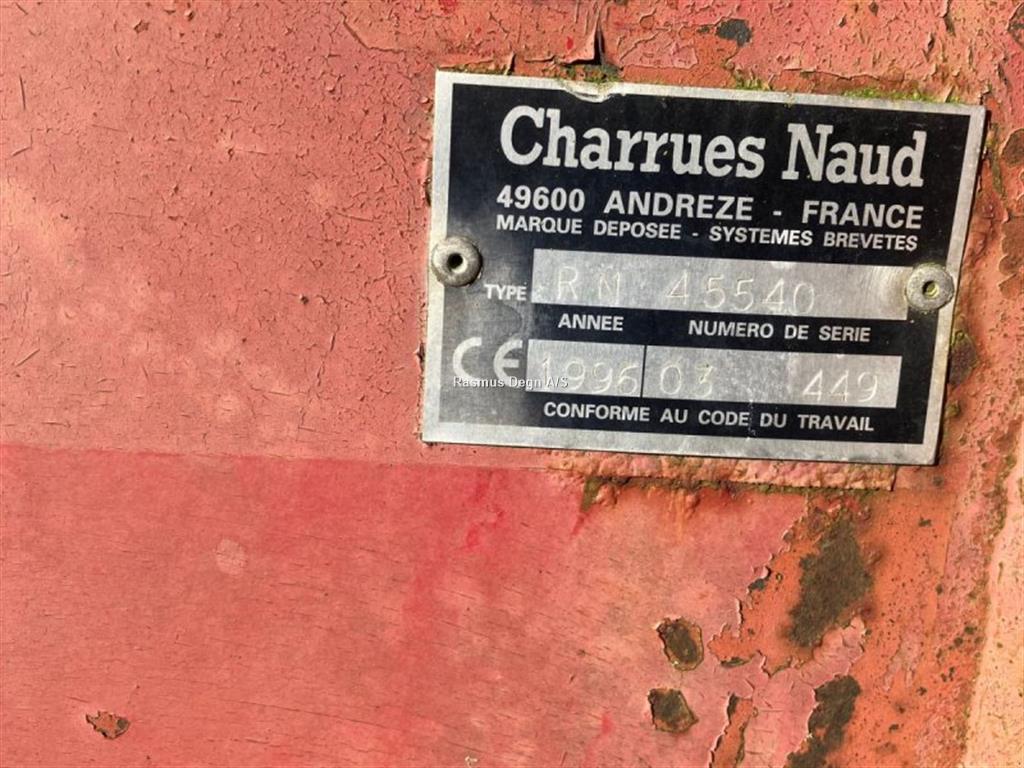 Charrues Naud
49600 ANDREZE - FRANCE
MARQUE DEPOSEE - SYSTEMES BREVETES
TYPE RN 45540
ANNEE NUMERO DE SERIE
CE 1996 03 449
Rasmus Degn A/S
CONFORME AU CODE DU TRAVAIL